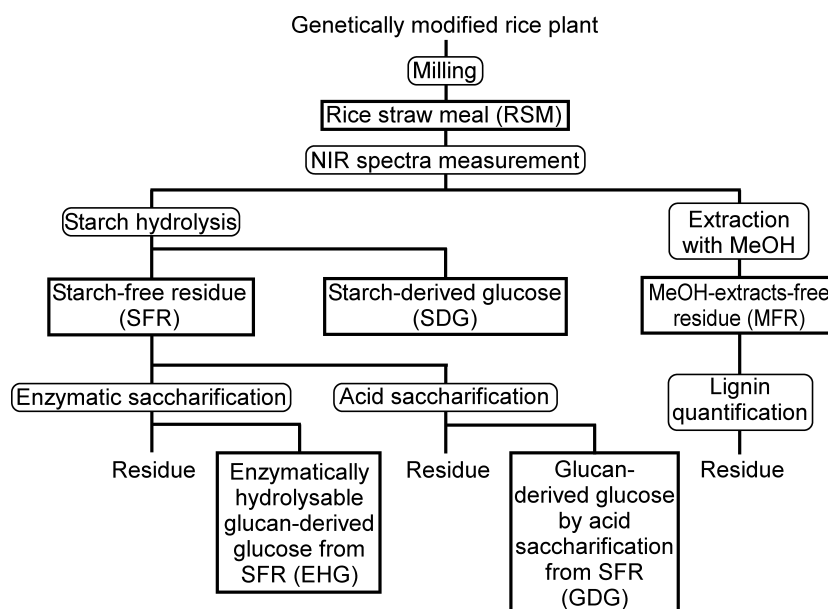 Genetically modified rice plant
Milling
Rice straw meal (RSM)
NIR spectra measurement
Starch hydrolysis
Extraction
with MeOH
Starch-free residue
(SFR)
Starch-derived glucose
(SDG)
MeOH-extracts-free
residue (MFR)
Enzymatic saccharification
Acid saccharification
Lignin
quantification
Residue
Enzymatically
hydrolysable
glucan-derived
glucose from
SFR (EHG)
Residue
Glucan-
derived glucose
by acid
saccharification
from SFR
(GDG)
Residue